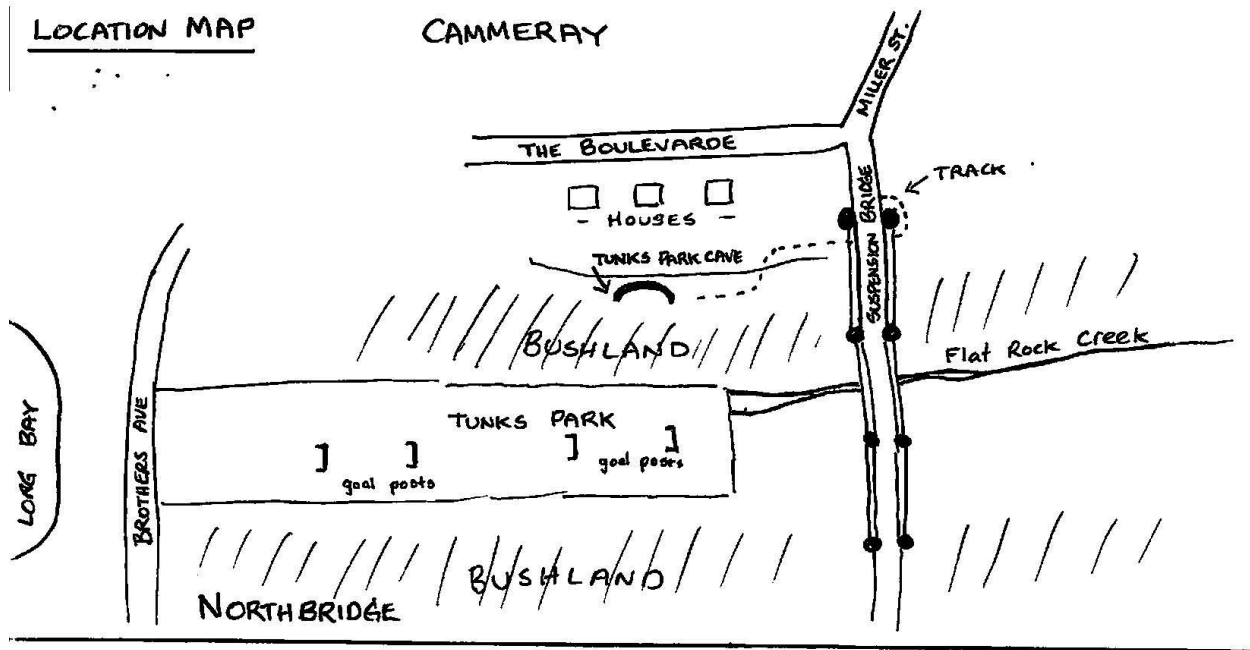 LOCATION MAP
CAMMERAY
MILLER ST.
THE BOULEVARDE
TRACK
SUSPENSION BRIDGE
- HOUSES -
TUNKS PARK CAVE
BUSHLAND
Flat Rock Creek
LONG BAY
BROTHERS AVE
TUNKS PARK
goal posts
goal posts
BUSHLAND
NORTHBRIDGE